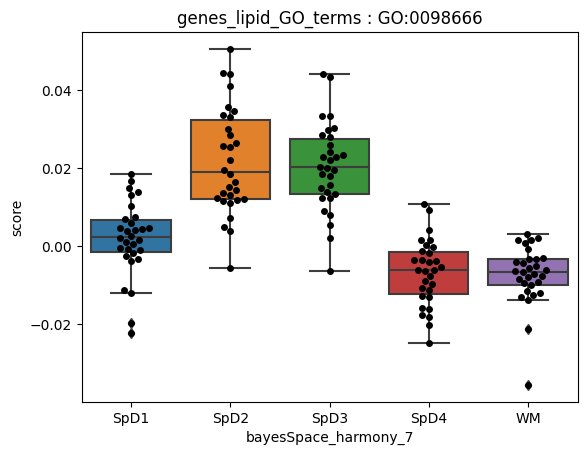 genes_lipid_GO_terms : GO:0098666
score
0.04
0.02
0.00
−0.02
SpD1 SpD2 SpD3 SpD4 WM
bayesSpace_harmony_7